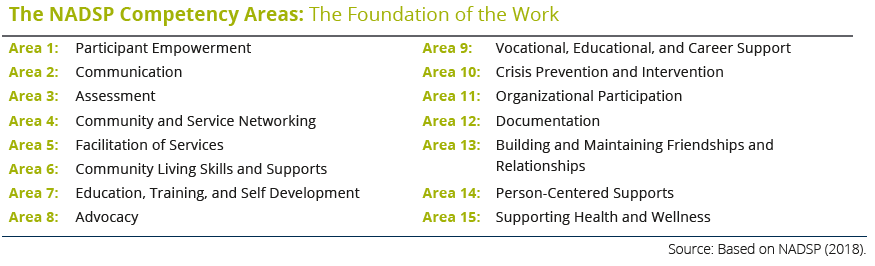 The NADSP Competency Areas: The Foundation of the Work
Area 1: Participant Empowerment
Area 2: Communication
Area 3: Assessment
Area 4: Community and Service Networking
Area 5: Facilitation of Services
Area 6: Community Living Skills and Supports
Area 7: Education, Training, and Self Development
Area 8: Advocacy
Area 9: Vocational, Educational, and Career Support
Area 10: Crisis Prevention and Intervention
Area 11: Organizational Participation
Area 12: Documentation
Area 13: Building and Maintaining Friendships and
Relationships
Area 14: Person-Centered Supports
Area 15: Supporting Health and Wellness
Source: Based on NADSP (2018).